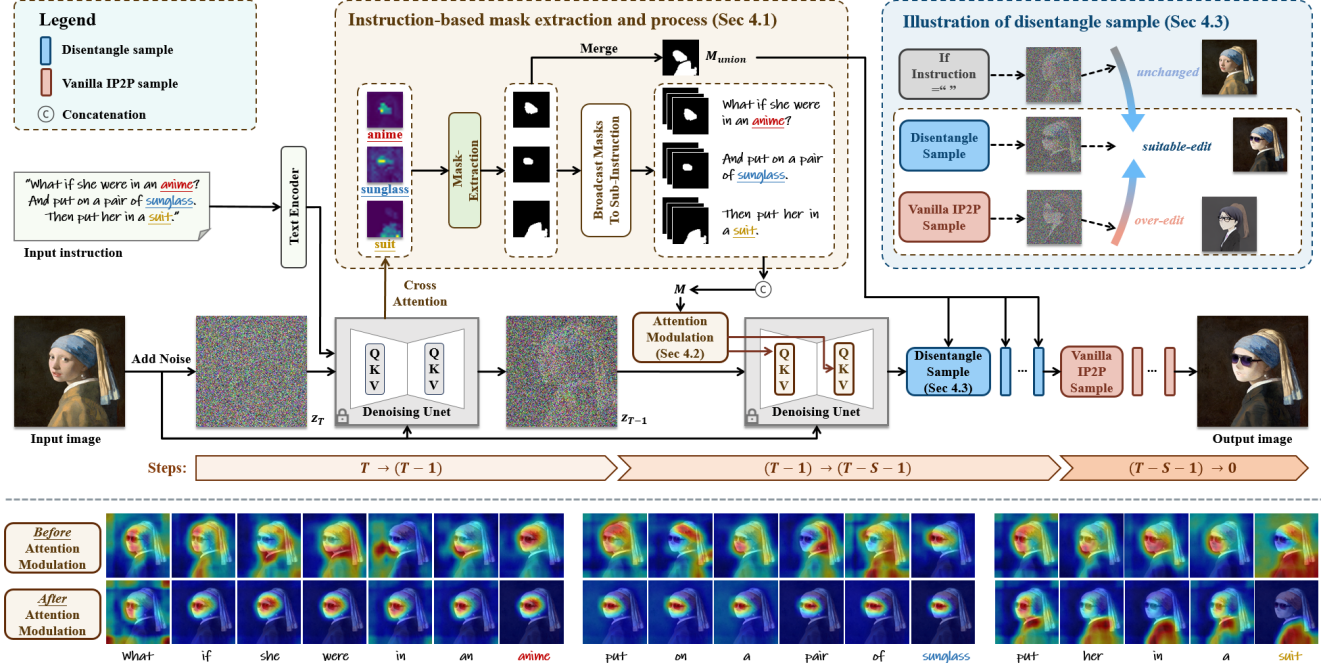 Legend
Disentangle sample
Vanilla IP2P sample
C Concatenation
"What if she were in an anime?
And put on a pair of sunglass.
Then put her in a suit."
Input instruction
Text Encoder
Instruction-based mask extraction and process (Sec 4.1)
anime
sunglass
suit
Mask-
Extraction
Merge
M_union
Broadcast Masks
To Sub-Instruction
What if she were
in an anime?
And put on a pair
of sunglass.
Then put her in
a suit.
Cross
Attention
Illustration of disentangle sample (Sec 4.3)
If
Instruction
=“ ”
unchanged
Disentangle
Sample
suitable-edit
Vanilla IP2P
Sample
over-edit
Input image
Add Noise
z_T
Q
K
V
Q
K
V
Denoising Unet
z_{T-1}
M
C
Attention
Modulation
(Sec 4.2)
Q
K
V
Q
K
V
Denoising Unet
Disentangle
Sample
(Sec 4.3)
...
Vanilla
IP2P
Sample
...
Output image
Steps:
T → (T − 1)
(T − 1) → (T − S − 1)
(T − S − 1) → 0
Before
Attention
Modulation
After
Attention
Modulation
What if she were in an anime
put on a pair of sunglass
put her in a suit